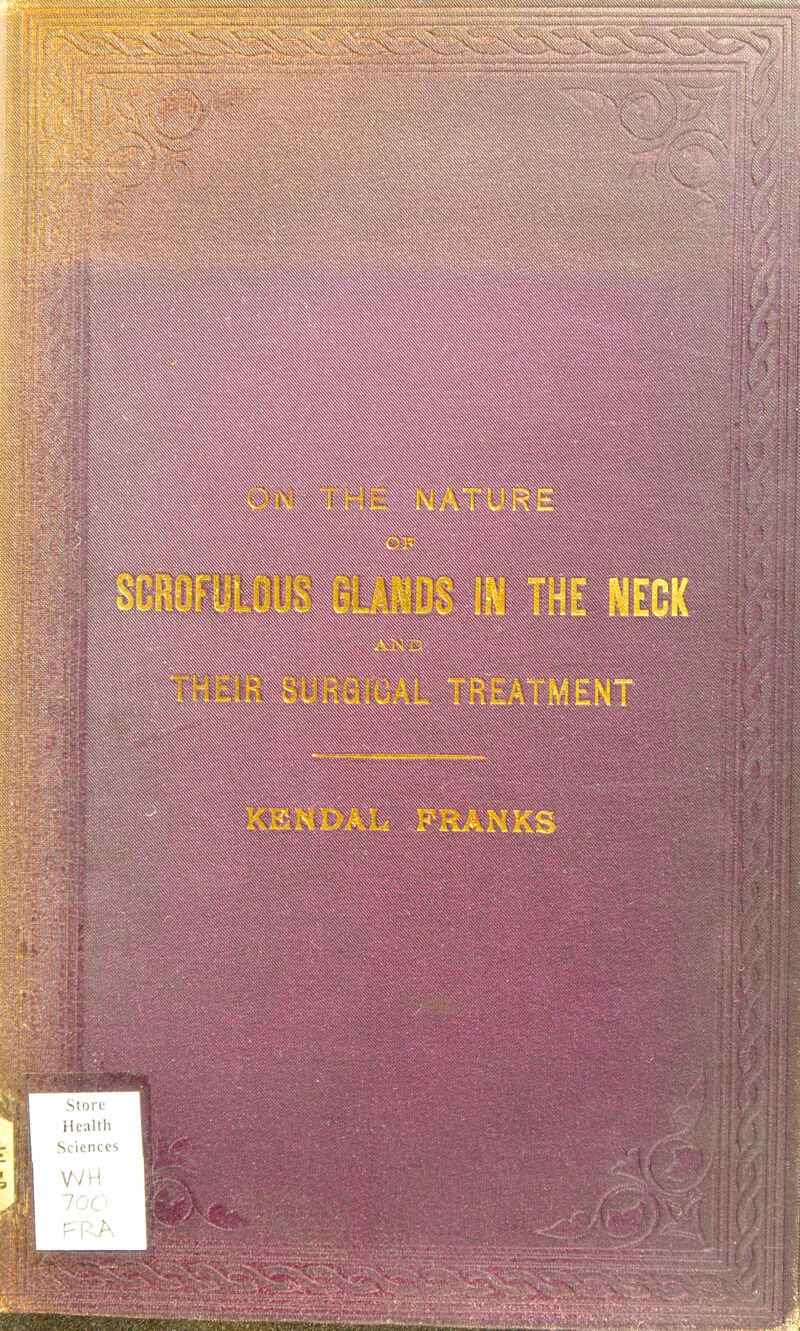 ON THE NATURE
OF
SCROFULOUS GLANDS IN THE NECK
AND
THEIR SURGICAL TREATMENT
KENDAL FRANKS
Store
Health
Sciences
WH
700
FRA